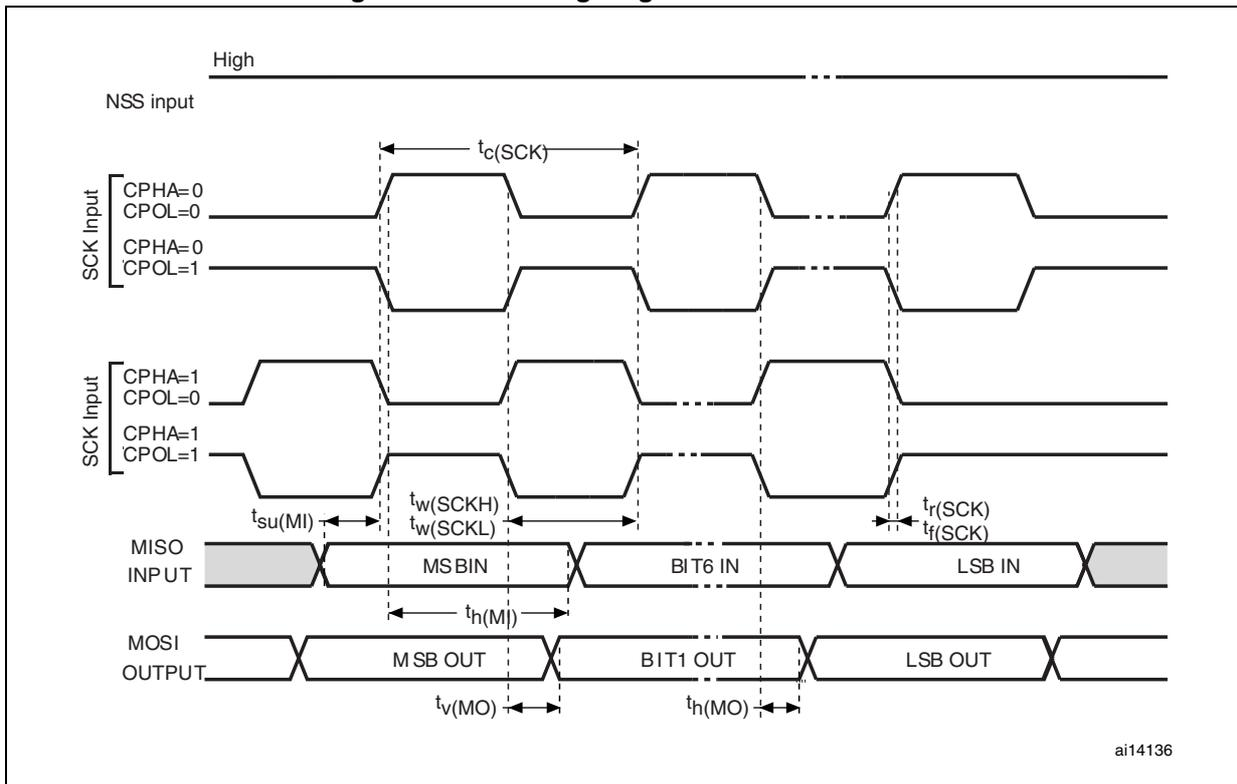 High
NSS input
tc(SCK)
SCK Input
CPHA=0
CPOL=0
CPHA=0
CPOL=1
SCK Input
CPHA=1
CPOL=0
CPHA=1
CPOL=1
tsu(MI)
tw(SCKH)
tw(SCKL)
tr(SCK)
tf(SCK)
MISO
INPUT
MSBIN
BIT6 IN
LSB IN
th(MI)
MOSI
OUTPUT
MSB OUT
BIT1 OUT
LSB OUT
tv(MO)
th(MO)
ai14136